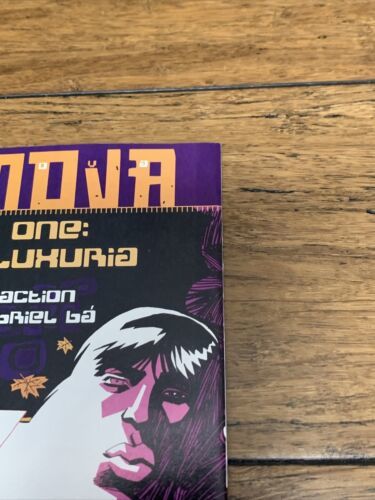 NOVA
ONE:
LUXURIA
action
briel bá